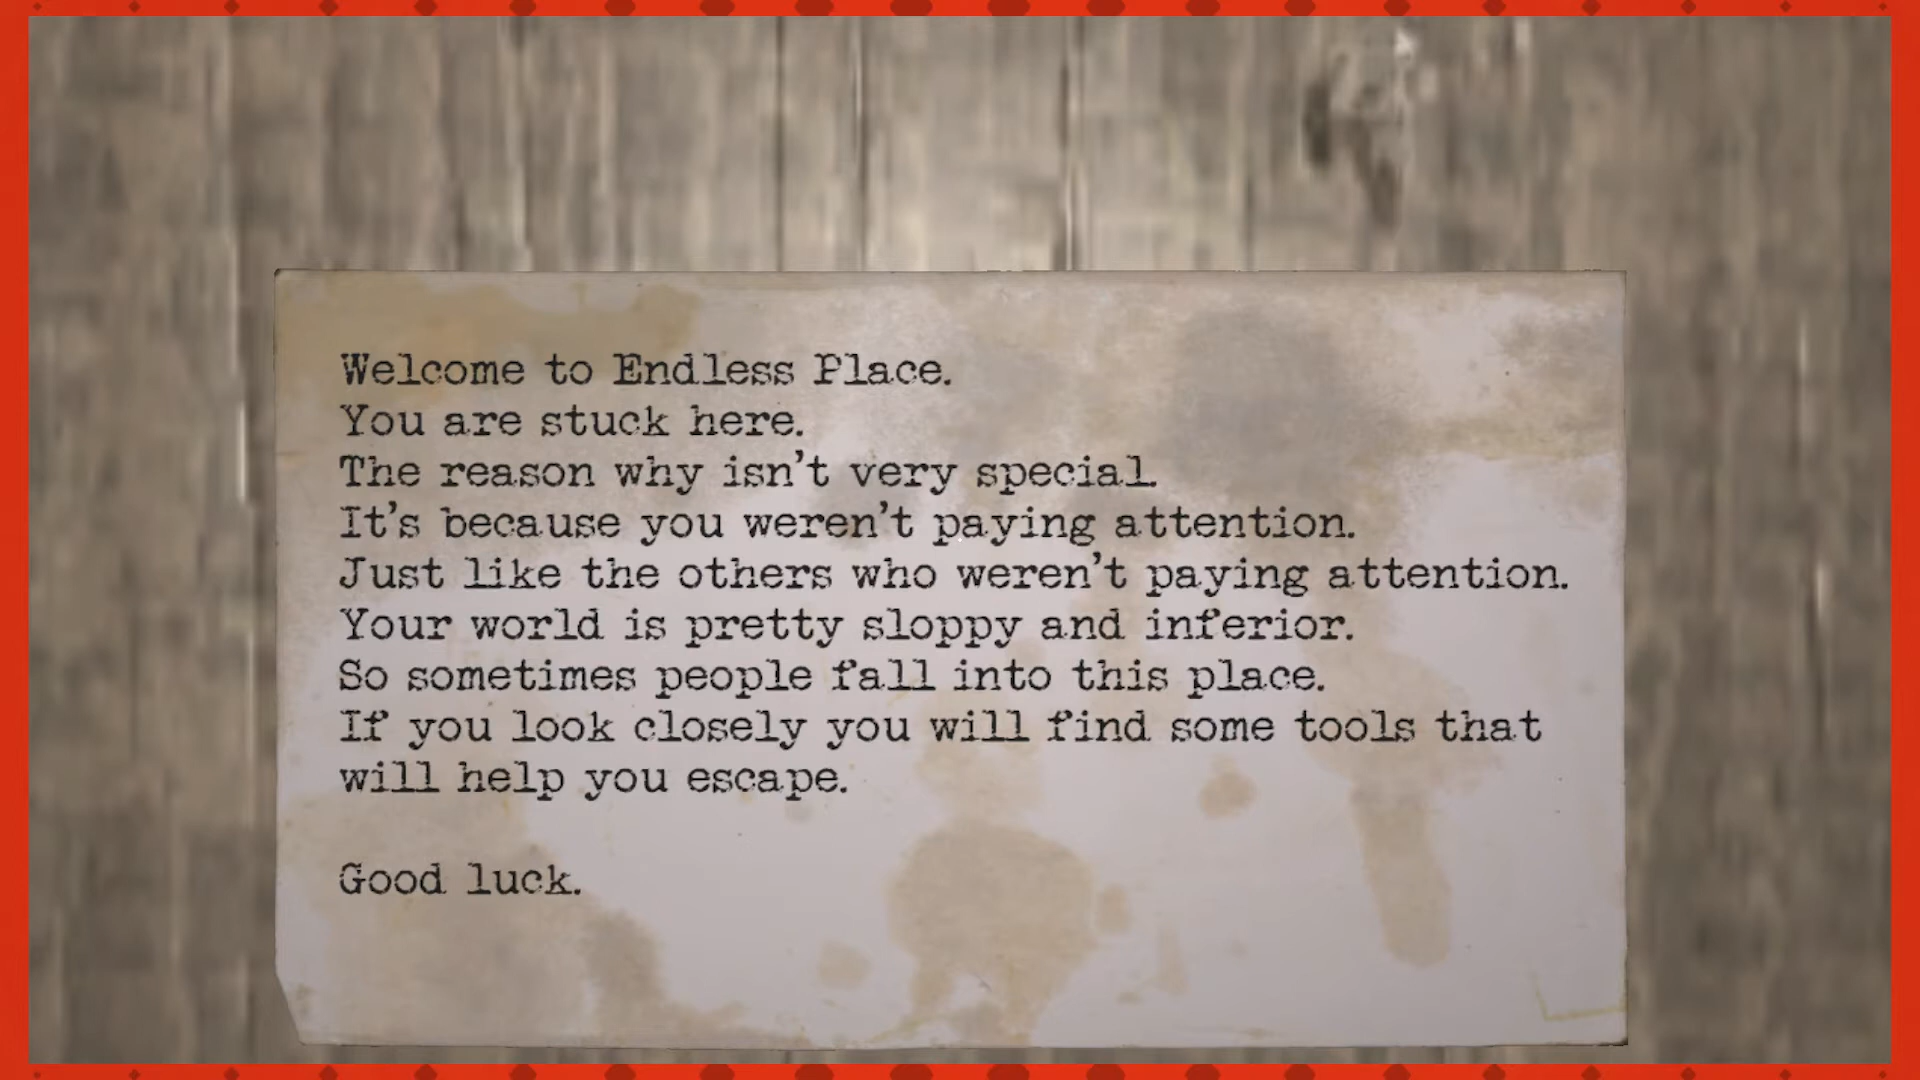 Welcome to Endless Place.
You are stuck here.
The reason why isn't very special.
It's because you weren't paying attention.
Just like the others who weren't paying attention.
Your world is pretty sloppy and inferior.
So sometimes people fall into this place.
If you look closely you will find some tools that
will help you escape.
Good luck.